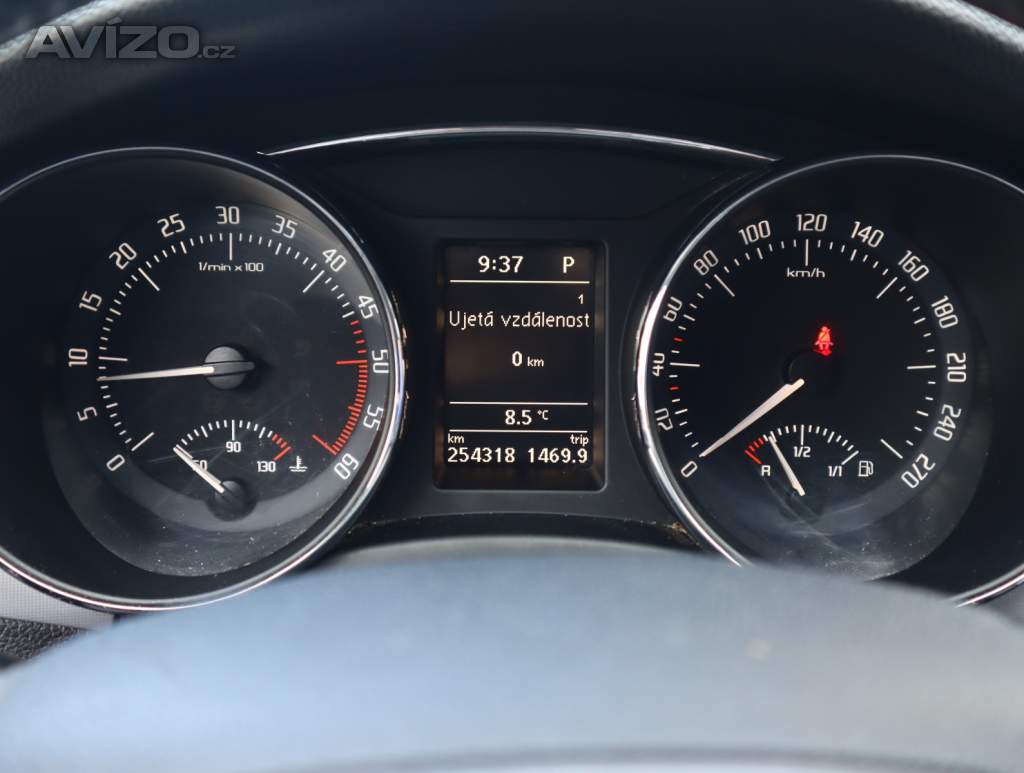 AVÍZO.cz
0 5 10 15 20 25 30 35 40 45 50 55 60
1/min x 100
50 90 130
9:37 P
1
Ujetá vzdálenost
0 km
8.5 °C
km trip
254318 1469.9
0 20 40 60 80 100 120 140 160 180 210 240 270
km/h
R 1/2 1/1